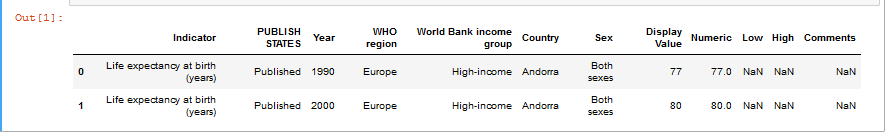 Out[1]:
Indicator PUBLISH STATES Year WHO region World Bank income group Country Sex Display Value Numeric Low High Comments
0 Life expectancy at birth (years) Published 1990 Europe High-income Andorra Both sexes 77 77.0 NaN NaN NaN
1 Life expectancy at birth (years) Published 2000 Europe High-income Andorra Both sexes 80 80.0 NaN NaN NaN